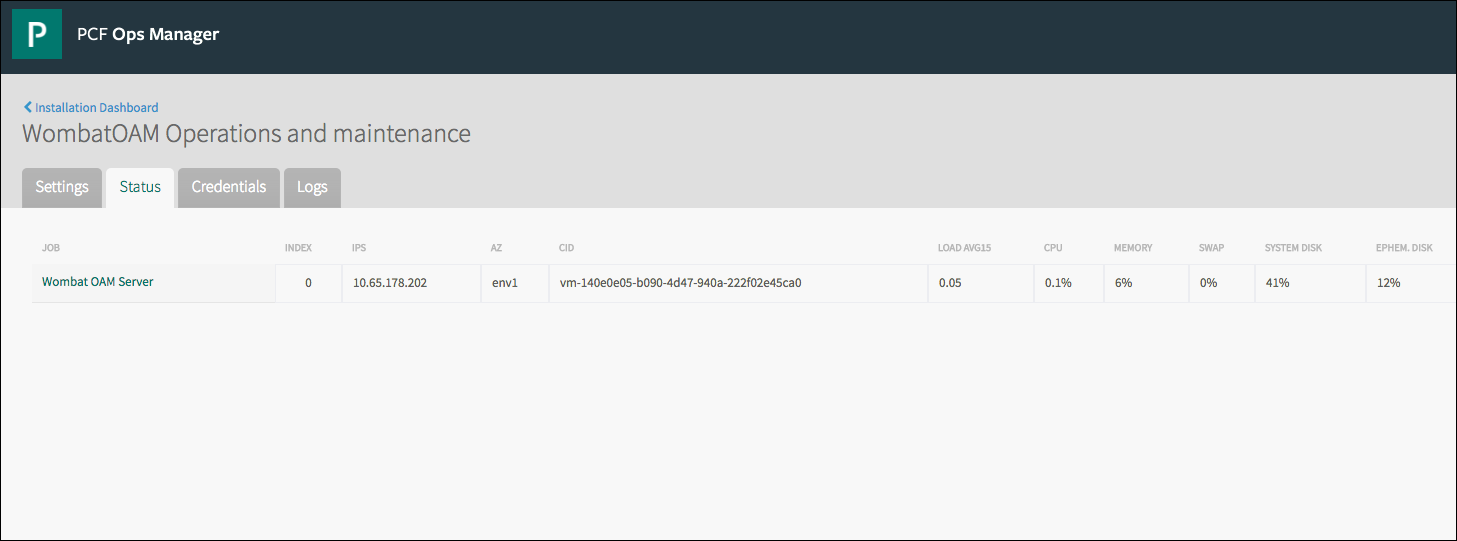 P
PCF Ops Manager
Installation Dashboard
WombatOAM Operations and maintenance
Settings Status Credentials Logs
JOB INDEX IPS AZ CID LOAD AVG15 CPU MEMORY SWAP SYSTEM DISK EPHEM. DISK
Wombat OAM Server 0 10.65.178.202 env1 vm-140e0e05-b090-4d47-940a-222f02e45ca0 0.05 0.1% 6% 0% 41% 12%